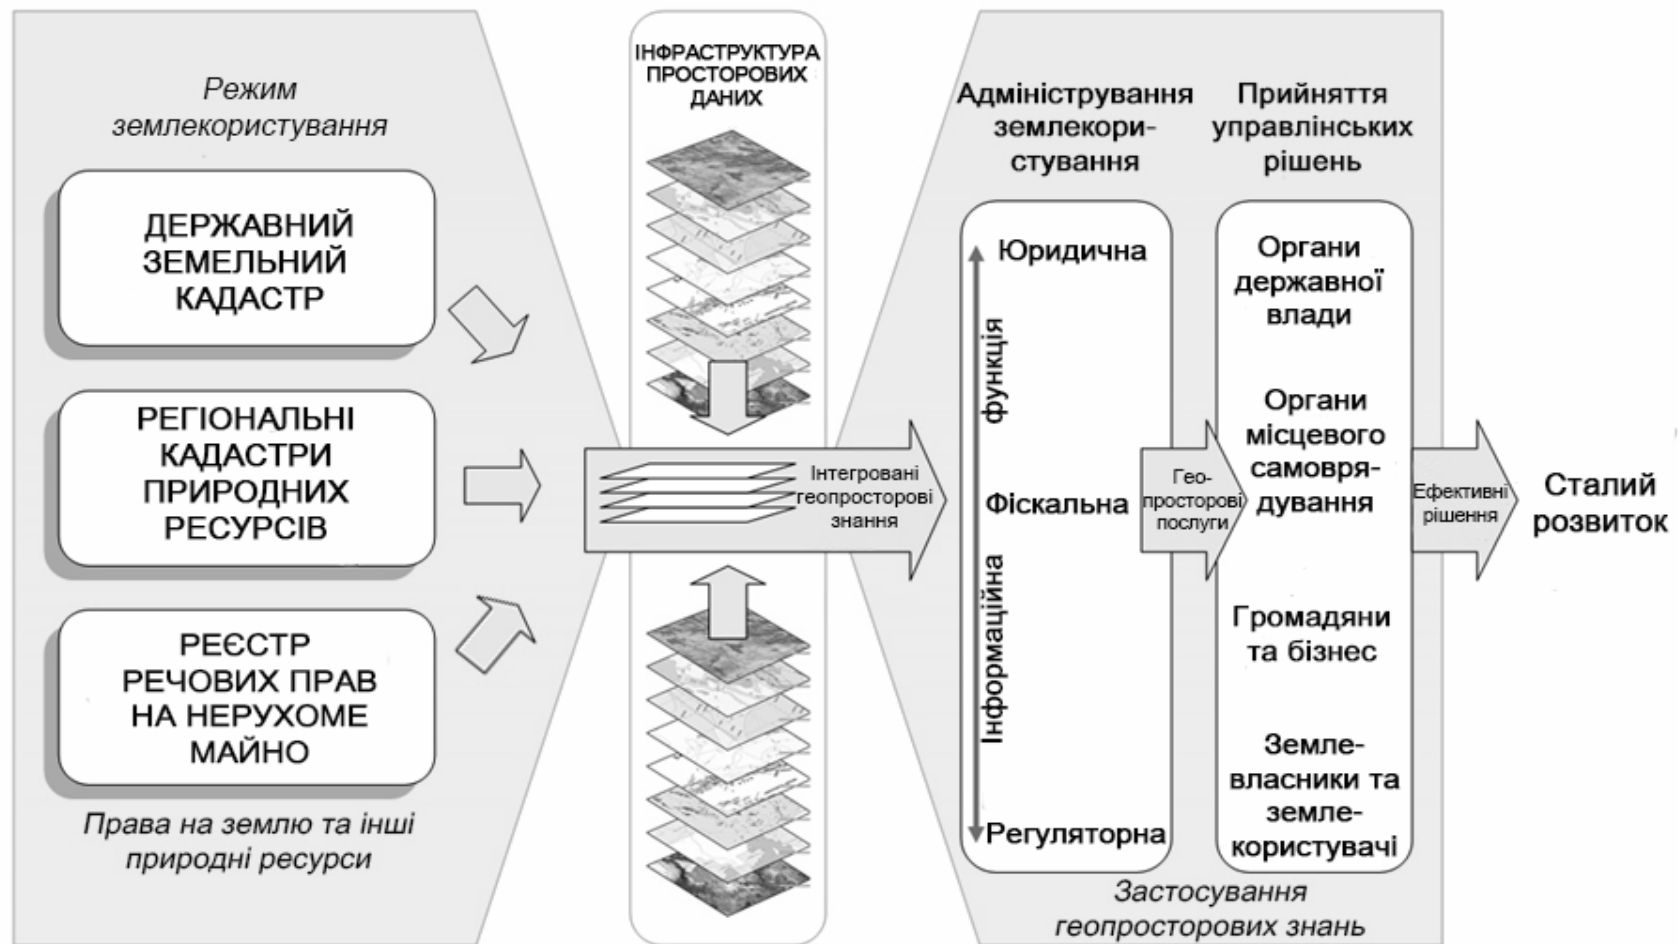 Режим
землекористування
ДЕРЖАВНИЙ
ЗЕМЕЛЬНИЙ
КАДАСТР
РЕГІОНАЛЬНІ
КАДАСТРИ
ПРИРОДНИХ
РЕСУРСІВ
РЕЄСТР
РЕЧОВИХ ПРАВ
НА НЕРУХОМЕ
МАЙНО
Права на землю та інші
природні ресурси
ІНФРАСТРУКТУРА
ПРОСТОРОВИХ
ДАНИХ
Інтегровані
геопросторові
знання
Адміністрування
землекори-
стування
Юридична
Фіскальна
Регуляторна
Інформаційна функція
Гео-
просторові
послуги
Прийняття
управлінських
рішень
Органи
державної
влади
Органи
місцевого
самовря-
дування
Громадяни
та бізнес
Земле-
власники та
земле-
користувачі
Застосування
геопросторових знань
Ефективні
рішення
Сталий
розвиток